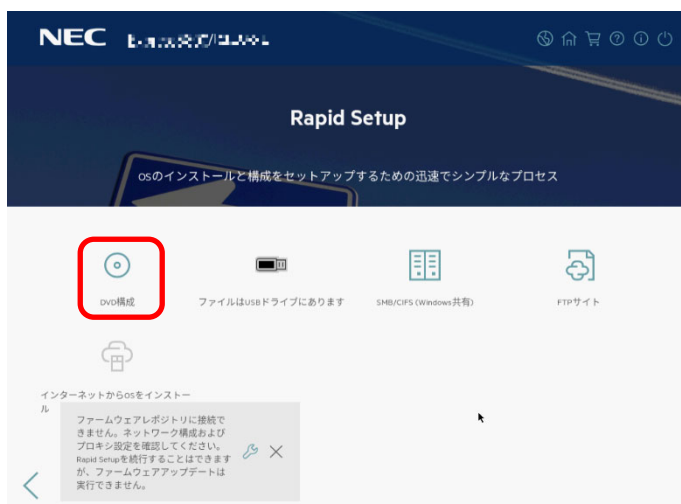 NEC
Rapid Setup
OSのインストールと構成をセットアップするための迅速でシンプルなプロセス
DVD構成
ファイルはUSBドライブにあります
SMB/CIFS (Windows共有)
FTPサイト
インターネットからOSをインストー
ル
ファームウェアレポジトリに接続で
きません。ネットワーク構成および
プロキシ設定を確認してください。
Rapid Setupを続行することはできます
が、ファームウェアアップデートは
実行できません。